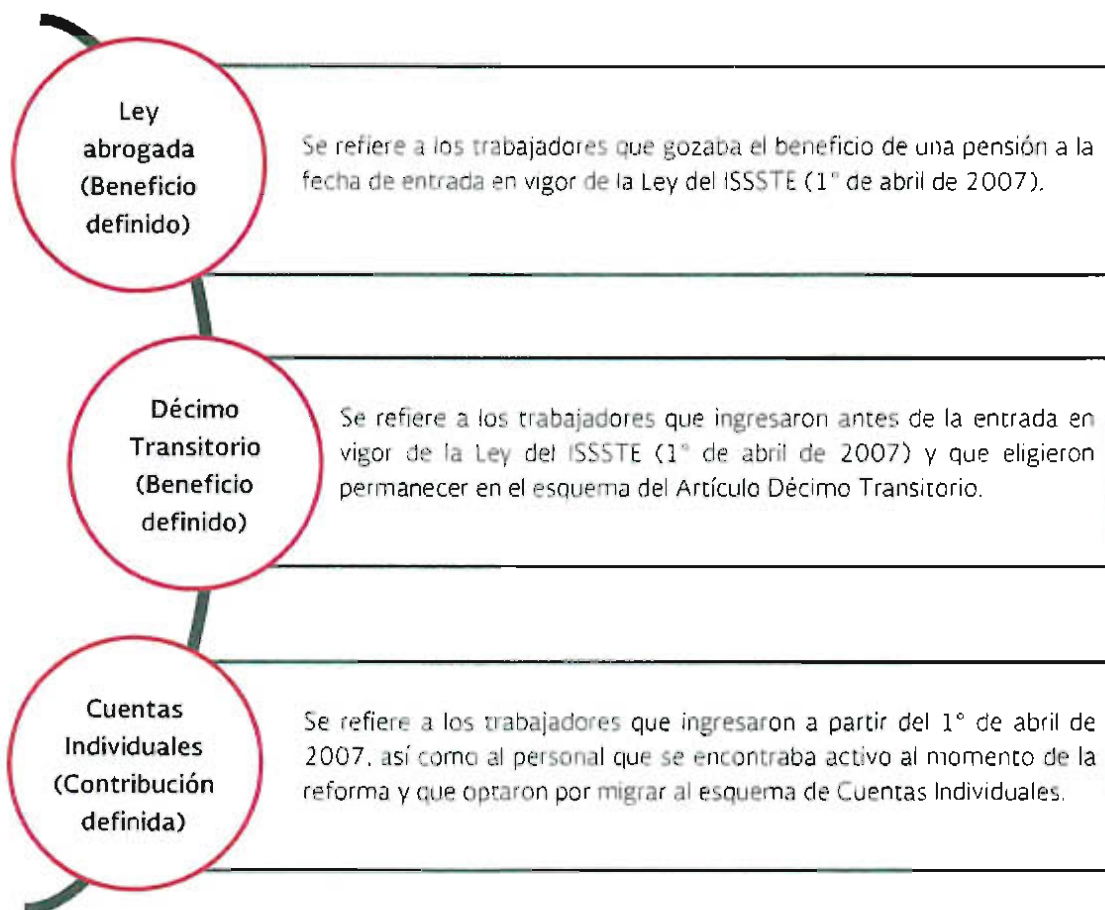 Ley
abrogada
(Beneficio
definido)
Se refiere a los trabajadores que gozaba el beneficio de una pensión a la
fecha de entrada en vigor de la Ley del ISSSTE (1° de abril de 2007).
Décimo
Transitorio
(Beneficio
definido)
Se refiere a los trabajadores que ingresaron antes de la entrada en
vigor de la Ley del ISSSTE (1° de abril de 2007) y que eligieron
permanecer en el esquema del Artículo Décimo Transitorio.
Cuentas
Individuales
(Contribución
definida)
Se refiere a los trabajadores que ingresaron a partir del 1° de abril de
2007, así como al personal que se encontraba activo al momento de la
reforma y que optaron por migrar al esquema de Cuentas Individuales.